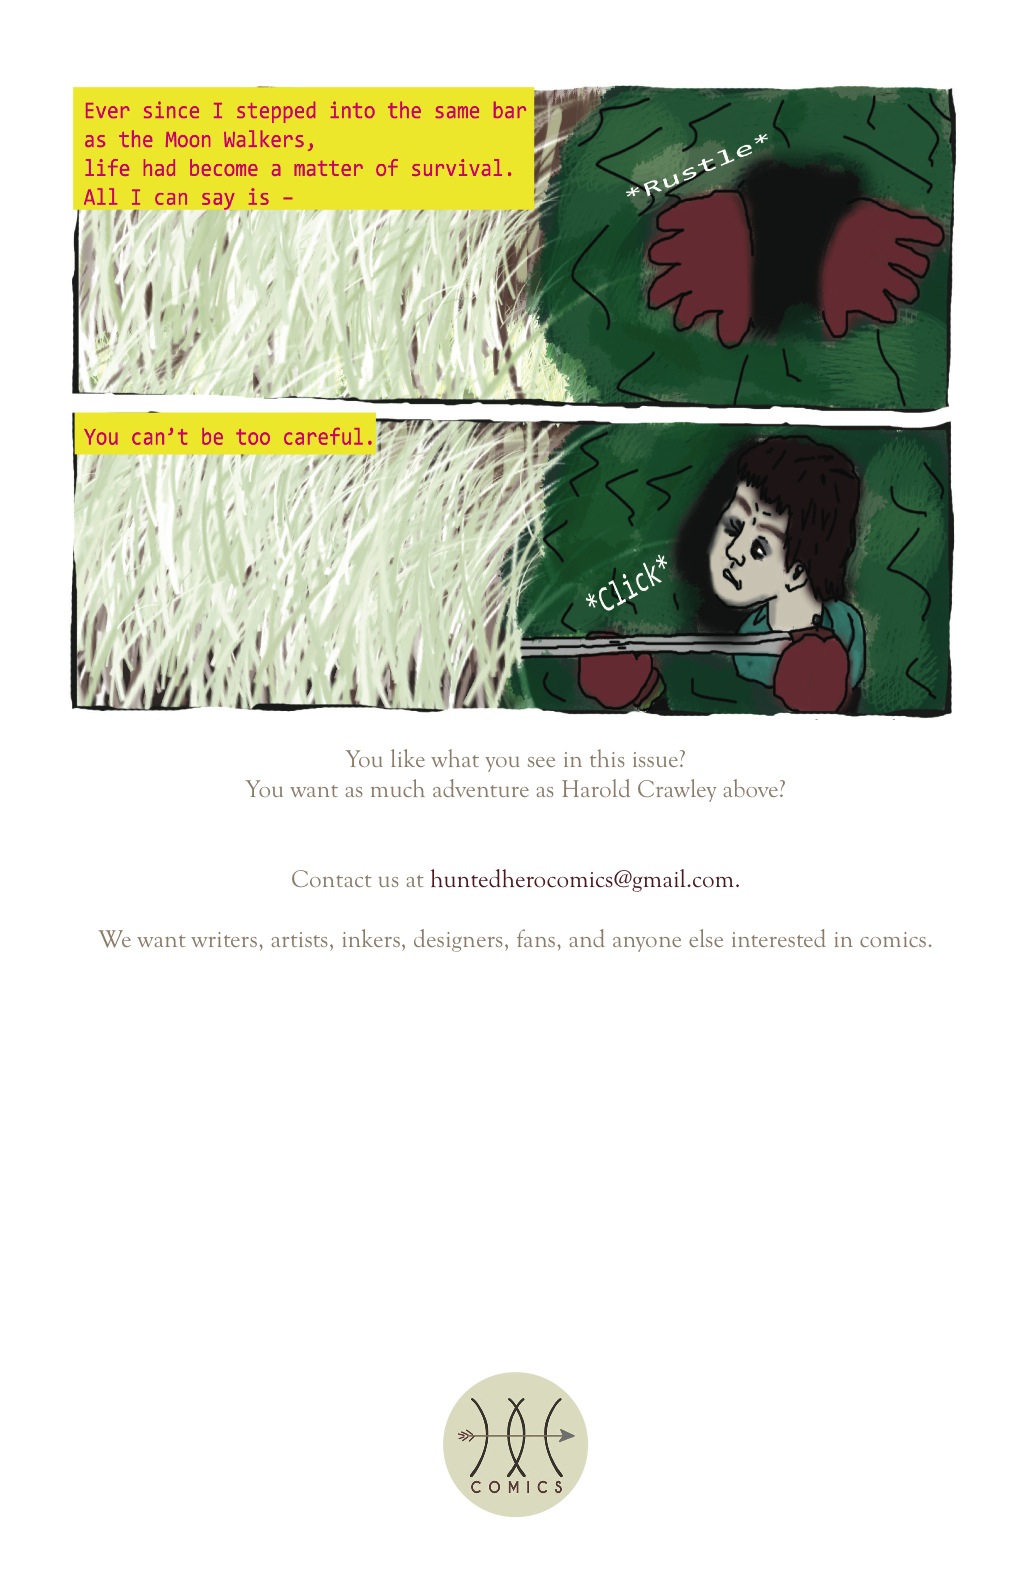 Ever since I stepped into the same bar
as the Moon Walkers,
life had become a matter of survival.
All I can say is –
*Rustle*
You can't be too careful.
*Click*
You like what you see in this issue?
You want as much adventure as Harold Crawley above?
Contact us at huntedherocomics@gmail.com.
We want writers, artists, inkers, designers, fans, and anyone else interested in comics.
COMICS